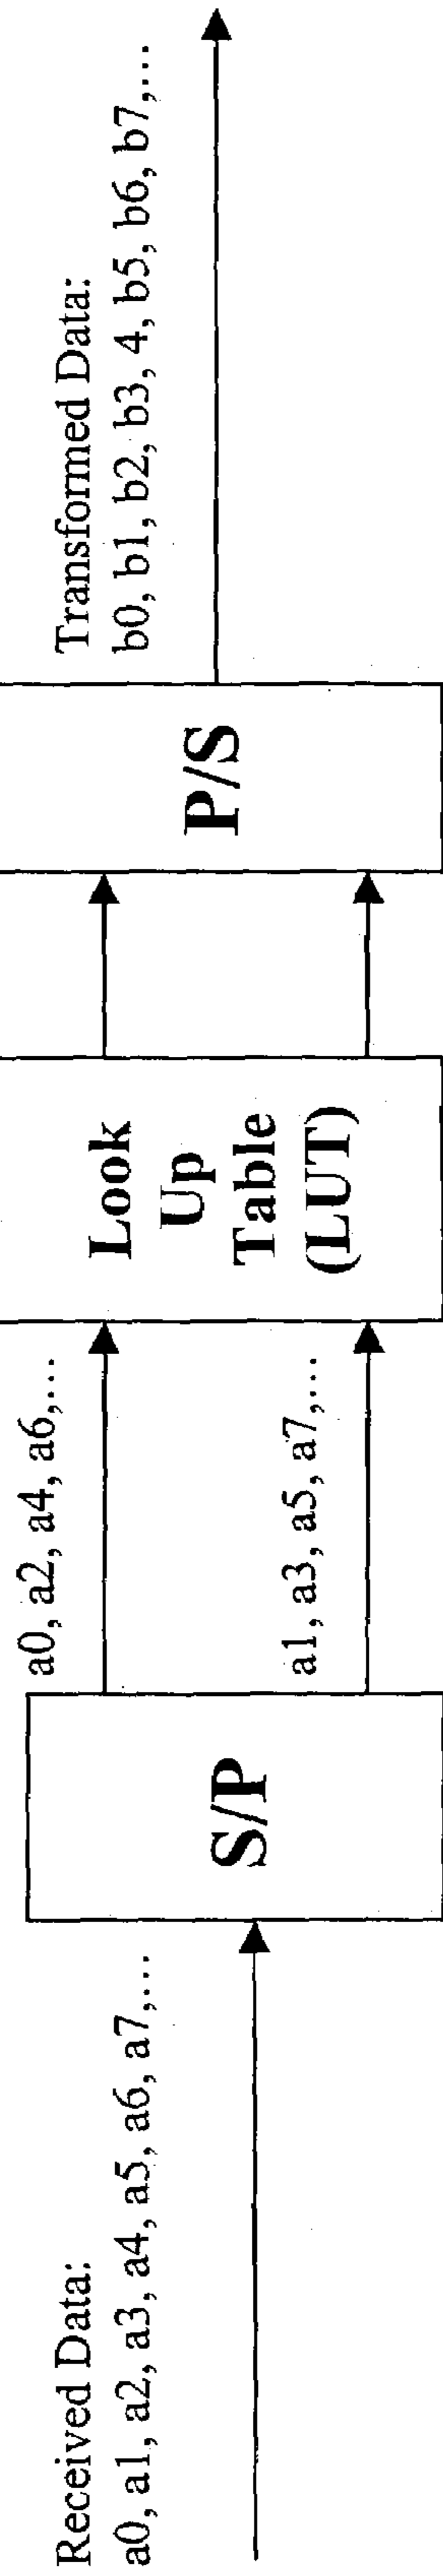 Received Data:
a0, a1, a2, a3, a4, a5, a6, a7,...
S/P
a0, a2, a4, a6,...
a1, a3, a5, a7,...
Look
Up
Table
(LUT)
P/S
Transformed Data:
b0, b1, b2, b3, 4, b5, b6, b7,...